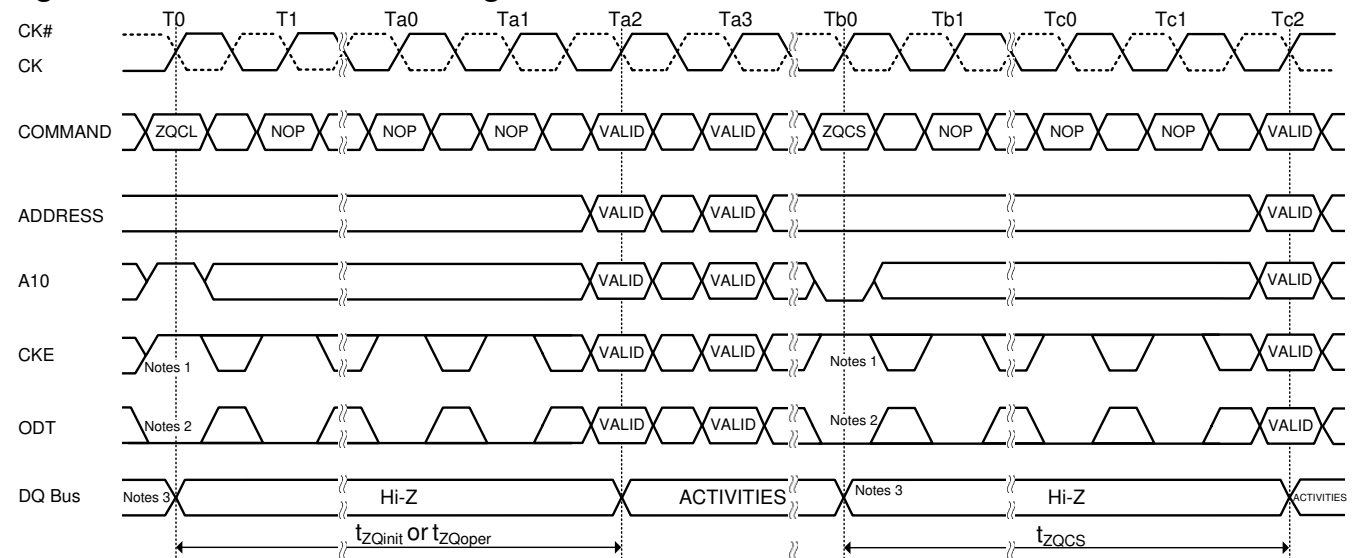 T0 T1 Ta0 Ta1 Ta2 Ta3 Tb0 Tb1 Tc0 Tc1 Tc2
CK#
CK
COMMAND ZQCL NOP NOP NOP VALID VALID ZQCS NOP NOP NOP VALID
ADDRESS VALID VALID VALID
A10 VALID VALID VALID
CKE Notes 1 VALID VALID Notes 1 VALID
ODT Notes 2 VALID VALID Notes 2 VALID
DQ Bus Notes 3 Hi-Z ACTIVITIES Notes 3 Hi-Z ACTIVITIES
tZQinit or tZQoper tZQCS